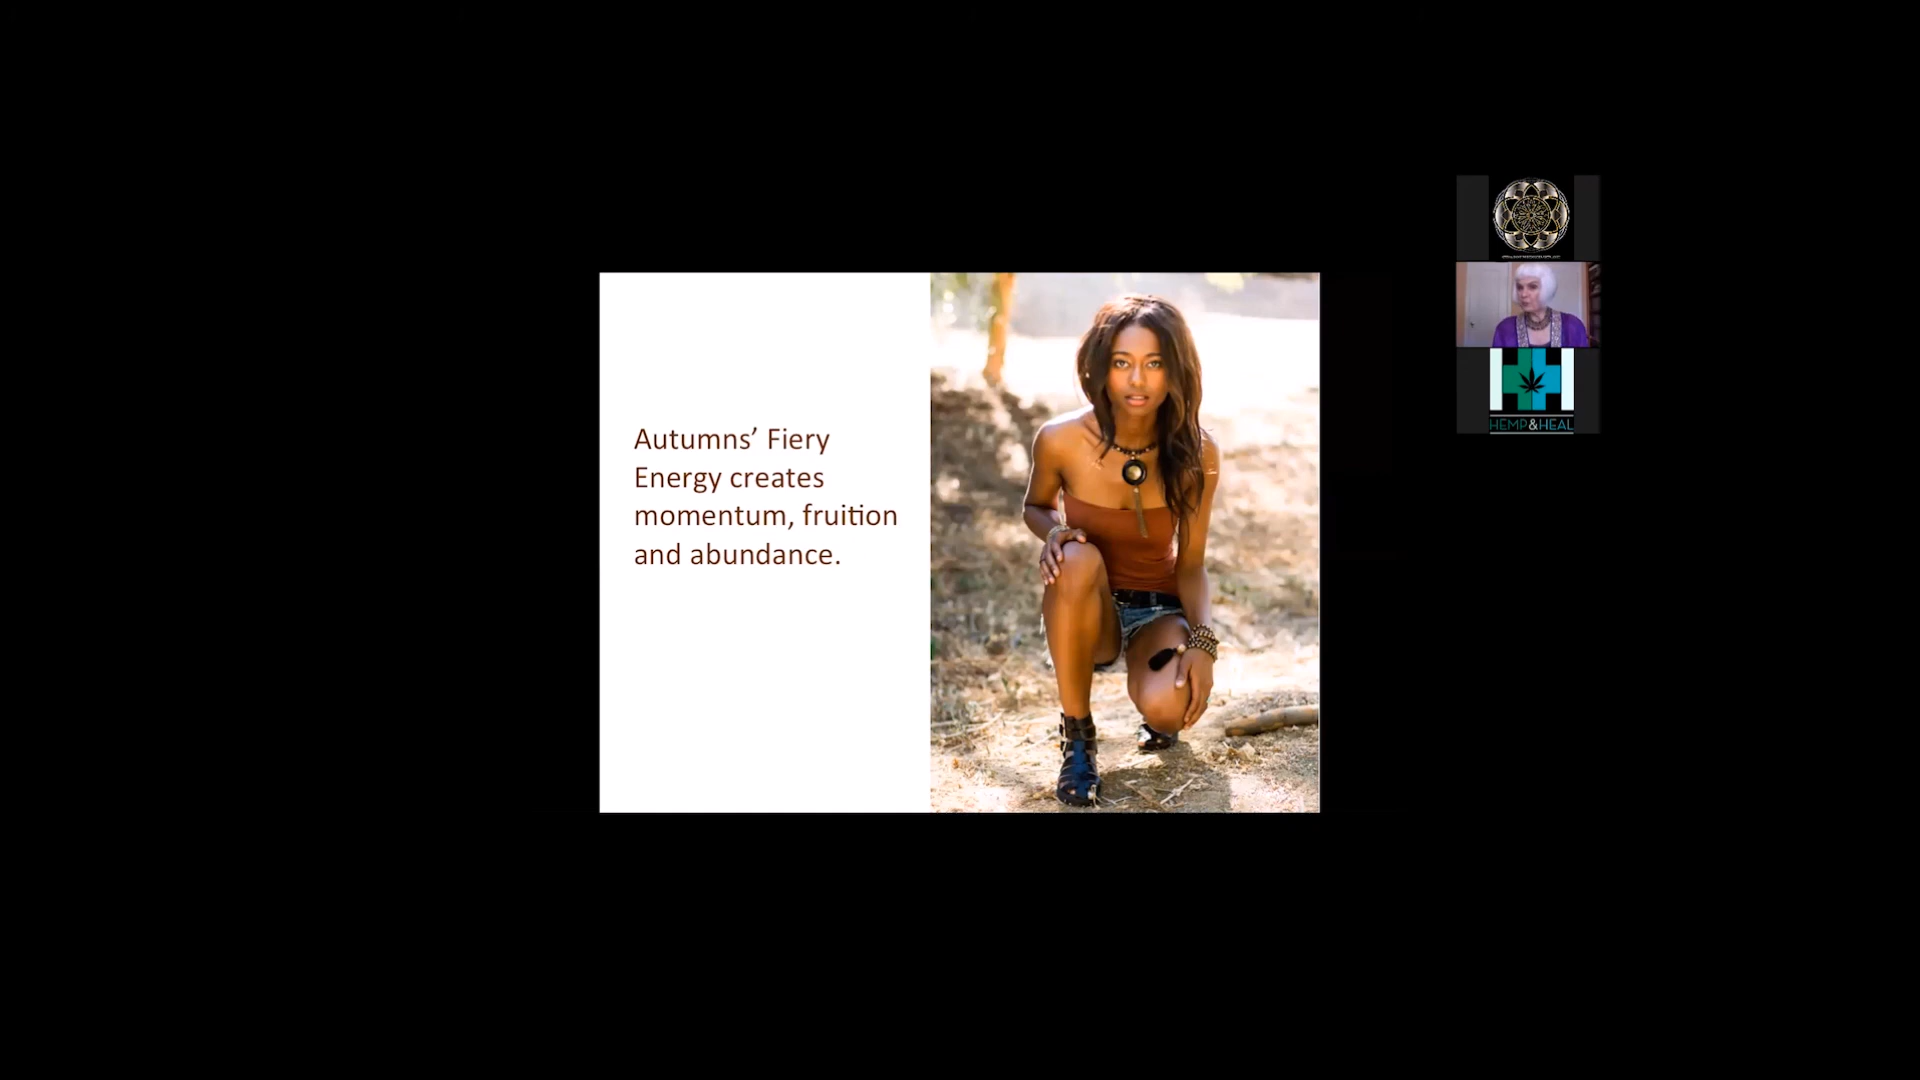 Autumns’ Fiery
Energy creates
momentum, fruition
and abundance.
HEMP&HEAL